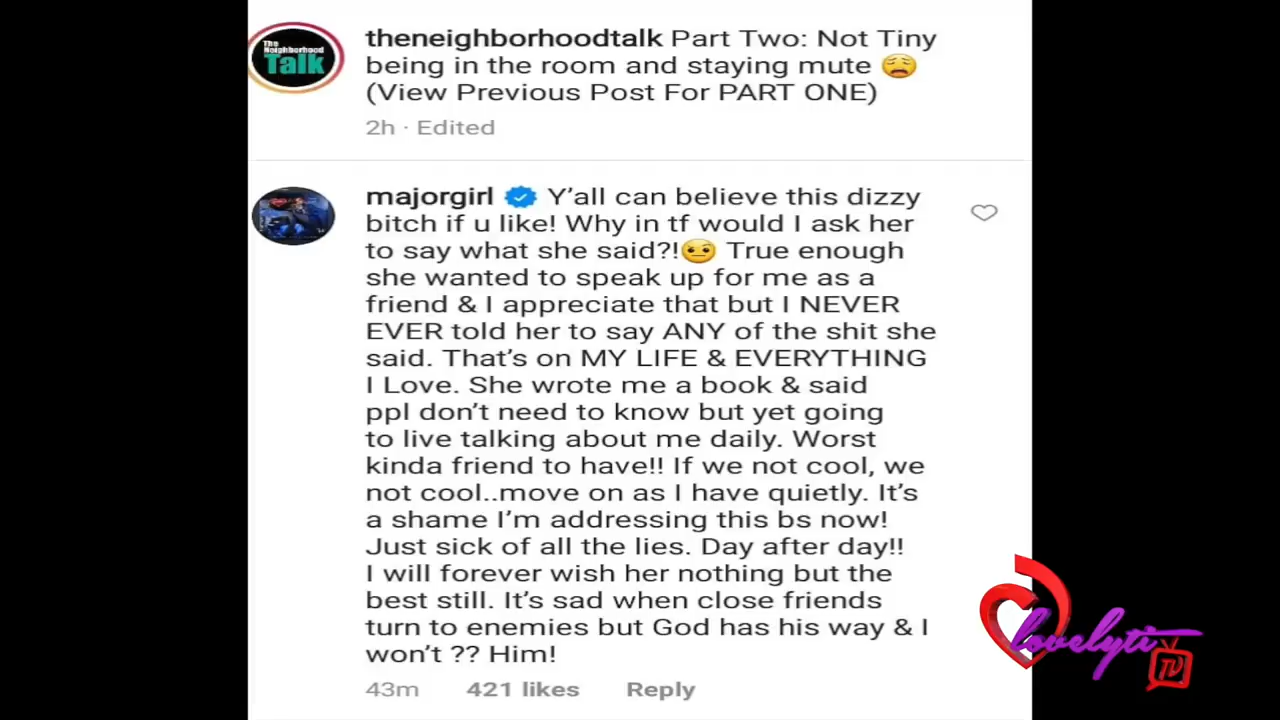 The
Neighborhood
Talk
theneighborhoodtalk Part Two: Not Tiny
being in the room and staying mute 😩
(View Previous Post For PART ONE)
2h · Edited
majorgirl Y’all can believe this dizzy
bitch if u like! Why in tf would I ask her
to say what she said?!🤨 True enough
she wanted to speak up for me as a
friend & I appreciate that but I NEVER
EVER told her to say ANY of the shit she
said. That’s on MY LIFE & EVERYTHING
I Love. She wrote me a book & said
ppl don’t need to know but yet going
to live talking about me daily. Worst
kinda friend to have!! If we not cool, we
not cool..move on as I have quietly. It’s
a shame I’m addressing this bs now!
Just sick of all the lies. Day after day!!
I will forever wish her nothing but the
best still. It’s sad when close friends
turn to enemies but God has his way & I
won’t ?? Him!
43m 421 likes Reply
lovelyti
TV